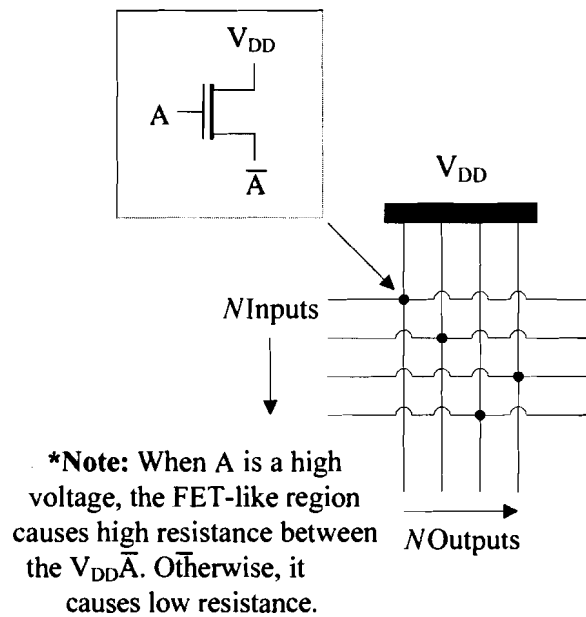 V_DD
A
A̅
V_DD
N Inputs
*Note: When A is a high
voltage, the FET-like region
causes high resistance between
the V_DDA̅. Otherwise, it
causes low resistance.
N Outputs